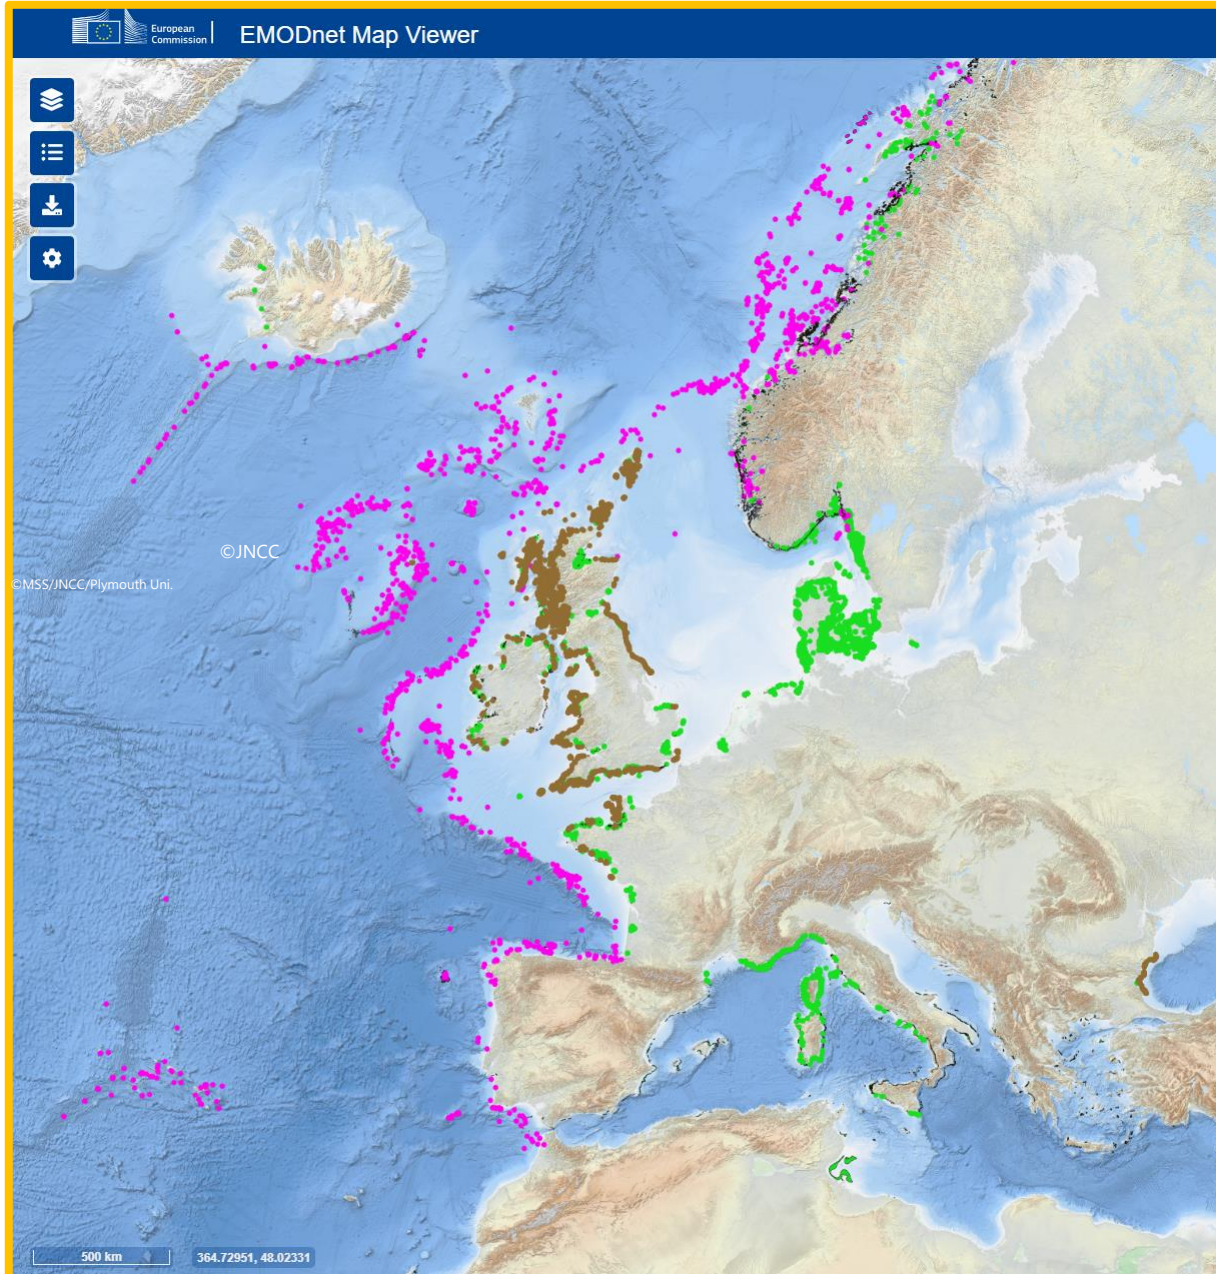 European
Commission
EMODnet Map Viewer
©JNCC
©MSS/JNCC/Plymouth Uni.
500 km
364.72951, 48.02331